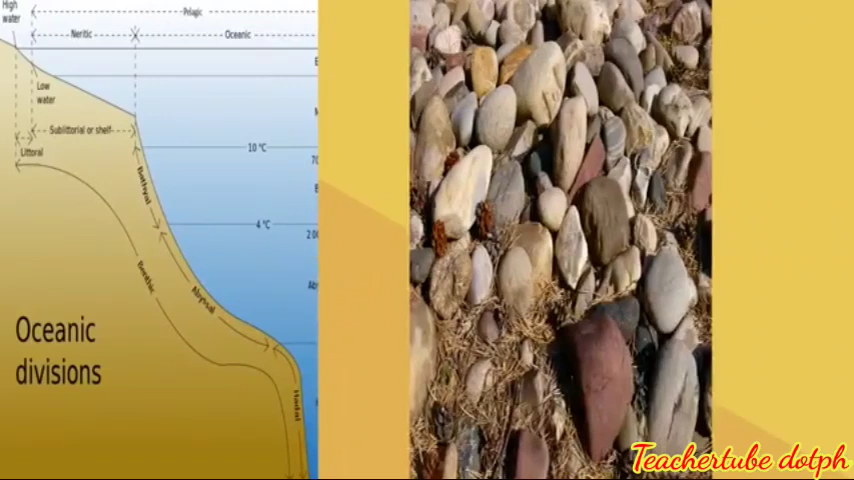 High
water
Pelagic
Neritic
Oceanic
Low
water
Sublittorial or shelf
Littoral
10 °C
Bathyal
4 °C
Benthic
Abyssal
Oceanic
divisions
Hadal
Teachertube dotph